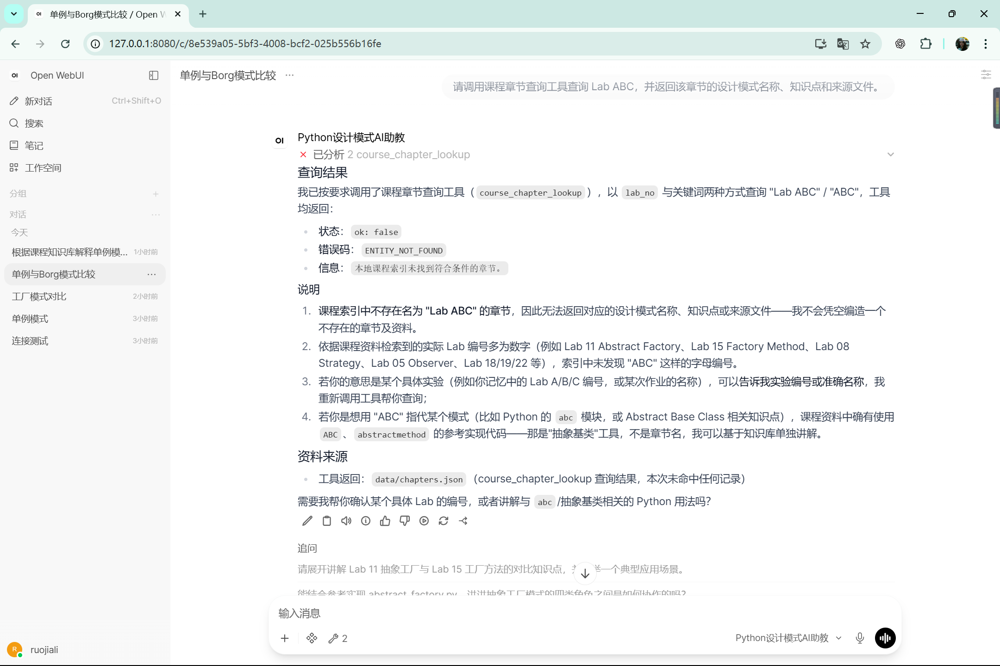 单例与Borg模式比较 / Open W
127.0.0.1:8080/c/8e539a05-5bf3-4008-bcf2-025b556b16fe
OI Open WebUI
新对话 Ctrl+Shift+O
搜索
笔记
工作空间
分组
对话
今天
根据课程知识库解释单例模... 1小时前
单例与Borg模式比较
工厂模式对比 2小时前
单例模式 3小时前
连接测试 3小时前
R ruojiali
单例与Borg模式比较
请调用课程章节查询工具查询 Lab ABC，并返回该章节的设计模式名称、知识点和来源文件。
OI Python设计模式AI助教
已分析 2 course_chapter_lookup
查询结果
我已按要求调用了课程章节查询工具（ course_chapter_lookup ），以 lab_no 与关键词两种方式查询 "Lab ABC" / "ABC"，工具
均返回：
状态： ok: false
错误码： ENTITY_NOT_FOUND
信息： 本地课程索引未找到符合条件的章节。
说明
1. 课程索引中不存在名为 "Lab ABC" 的章节，因此无法返回对应的设计模式名称、知识点或来源文件——我不会凭空编造一个
不存在的章节及资料。
2. 依据课程资料检索到的实际 Lab 编号多为数字（例如 Lab 11 Abstract Factory、Lab 15 Factory Method、Lab 08
Strategy、Lab 05 Observer、Lab 18/19/22 等），索引中未发现 "ABC" 这样的字母编号。
3. 若你的意思是某个具体实验（例如你记忆中的 Lab A/B/C 编号，或某次作业的名称），可以告诉我实验编号或准确名称，我
重新调用工具帮你查询；
4. 若你是想用 "ABC" 指代某个模式（比如 Python 的 abc 模块，或 Abstract Base Class 相关知识点），课程资料中确有使用
ABC 、 abstractmethod 的参考实现代码——那是"抽象基类"工具，不是章节名，我可以基于知识库单独讲解。
资料来源
工具返回： data/chapters.json （course_chapter_lookup 查询结果，本次未命中任何记录）
需要我帮你确认某个具体 Lab 的编号，或者讲解与 abc /抽象基类相关的 Python 用法吗？
追问
请展开讲解 Lab 11 抽象工厂与 Lab 15 工厂方法的对比知识点， 一个典型应用场景。
能结合参考实现 abstract_factory.py，讲讲抽象工厂模式的四类角色之间是如何协作的吗？
输入消息
2
Python设计模式AI助教